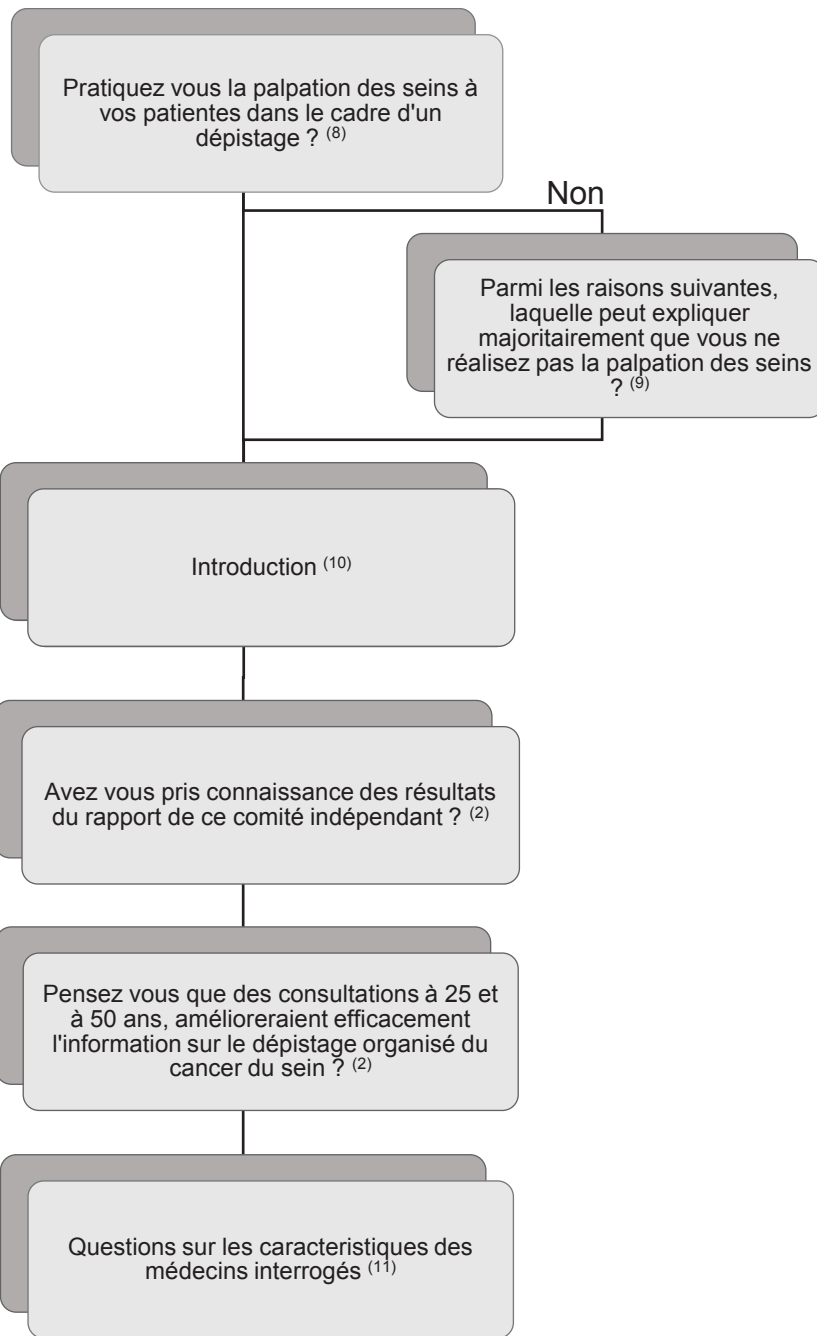 Pratiquez vous la palpation des seins à
vos patientes dans le cadre d'un
dépistage ? (8)
Non
Parmi les raisons suivantes,
laquelle peut expliquer
majoritairement que vous ne
réalisez pas la palpation des seins
? (9)
Introduction (10)
Avez vous pris connaissance des résultats
du rapport de ce comité indépendant ? (2)
Pensez vous que des consultations à 25 et
à 50 ans, amélioreraient efficacement
l'information sur le dépistage organisé du
cancer du sein ? (2)
Questions sur les caracteristiques des
médecins interrogés (11)